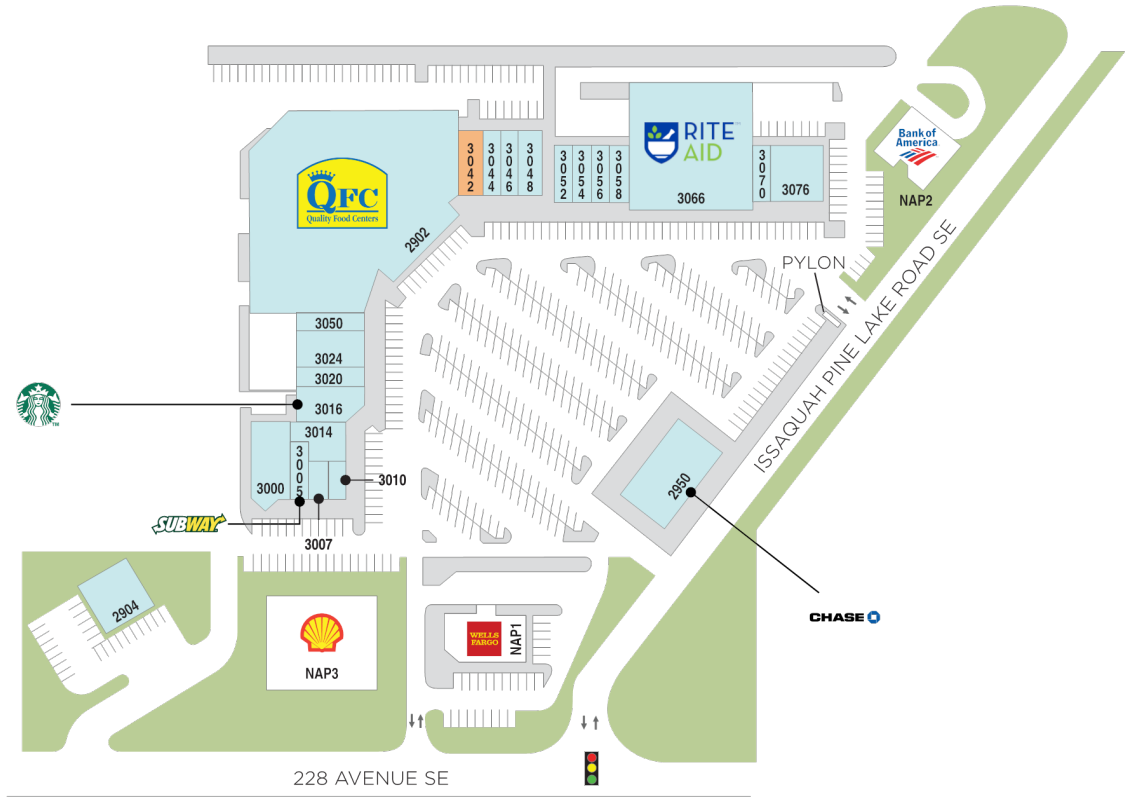 RITE
AID
Bank of
America
3042
3044
3046
3048
3052
3054
3056
3058
3066
3070
3076
NAP2
QFC
Quality Food Centers
2902
PYLON
ISSAQUAH PINE LAKE ROAD SE
3050
3024
3020
3016
TM
3014
3005
3000
3010
2950
SUBWAY
3007
2904
CHASE
WELLS
FARGO
NAP1
NAP3
228 AVENUE SE